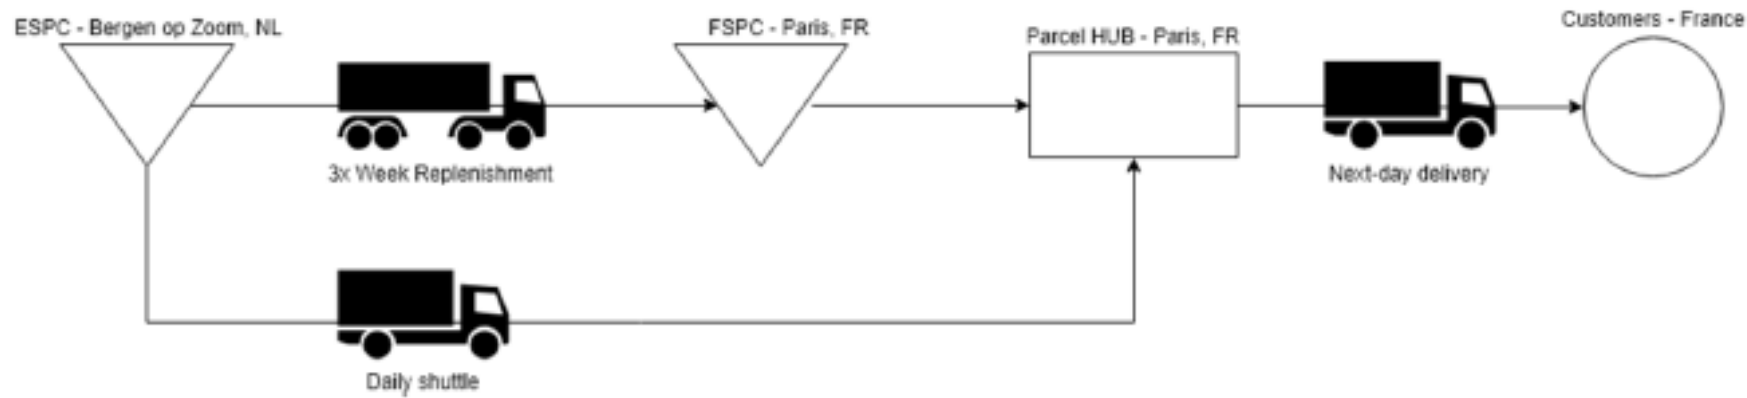 ESPC - Bergen op Zoom, NL
FSPC - Paris, FR
Parcel HUB - Paris, FR
Customers - France
3x Week Replenishment
Next-day delivery
Daily shuttle